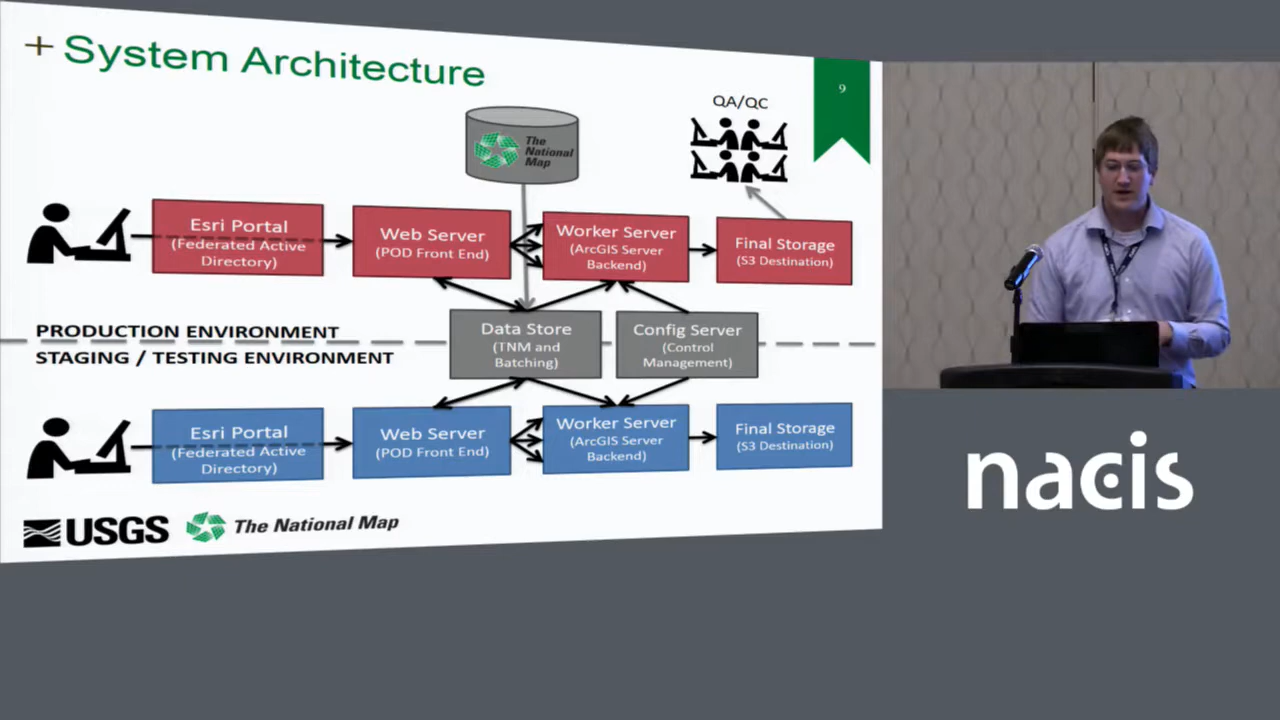 + System Architecture
9
QA/QC
The
National
Map
Esri Portal
(Federated Active
Directory)
Web Server
(POD Front End)
Worker Server
(ArcGIS Server
Backend)
Final Storage
(S3 Destination)
Data Store
(TNM and
Batching)
Config Server
(Control
Management)
PRODUCTION ENVIRONMENT
STAGING / TESTING ENVIRONMENT
Esri Portal
(Federated Active
Directory)
Web Server
(POD Front End)
Worker Server
(ArcGIS Server
Backend)
Final Storage
(S3 Destination)
USGS
The National Map
nacis